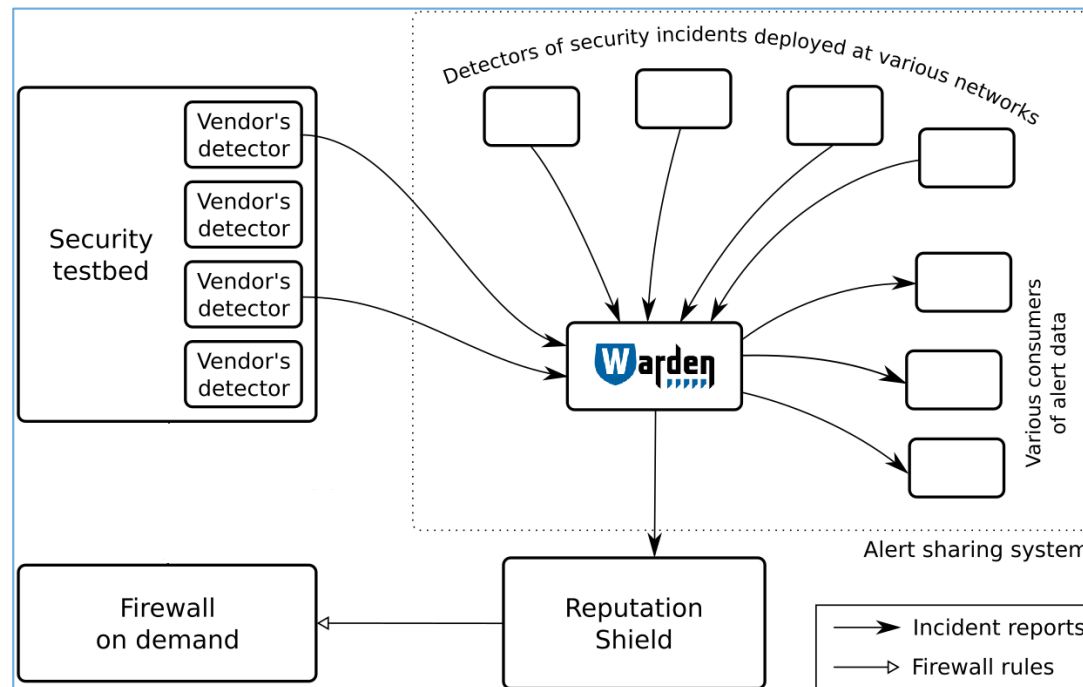 Detectors of security incidents deployed at various networks
Security
testbed
Vendor's
detector
Vendor's
detector
Vendor's
detector
Vendor's
detector
Warden
Various consumers
of alert data
Alert sharing system
Firewall
on demand
Reputation
Shield
Incident reports
Firewall rules